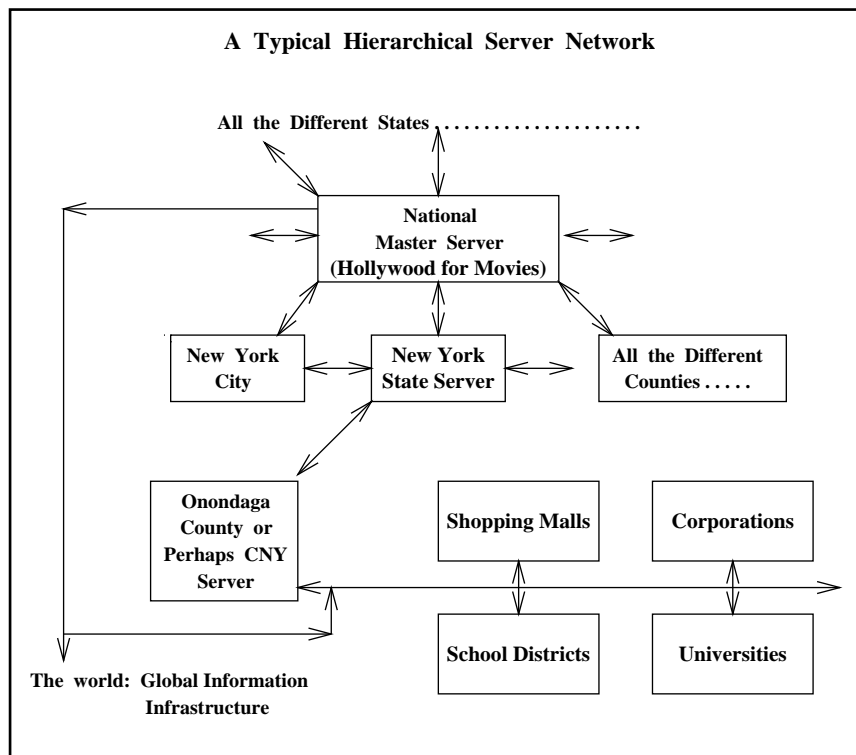 A Typical Hierarchical Server Network
All the Different States . . . . . . . . . . . . . . . . . . . . .
National
Master Server
(Hollywood for Movies)
New York
City
New York
State Server
All the Different
Counties . . . . .
Onondaga
County or
Perhaps CNY
Server
Shopping Malls
Corporations
School Districts
Universities
The world: Global Information
Infrastructure